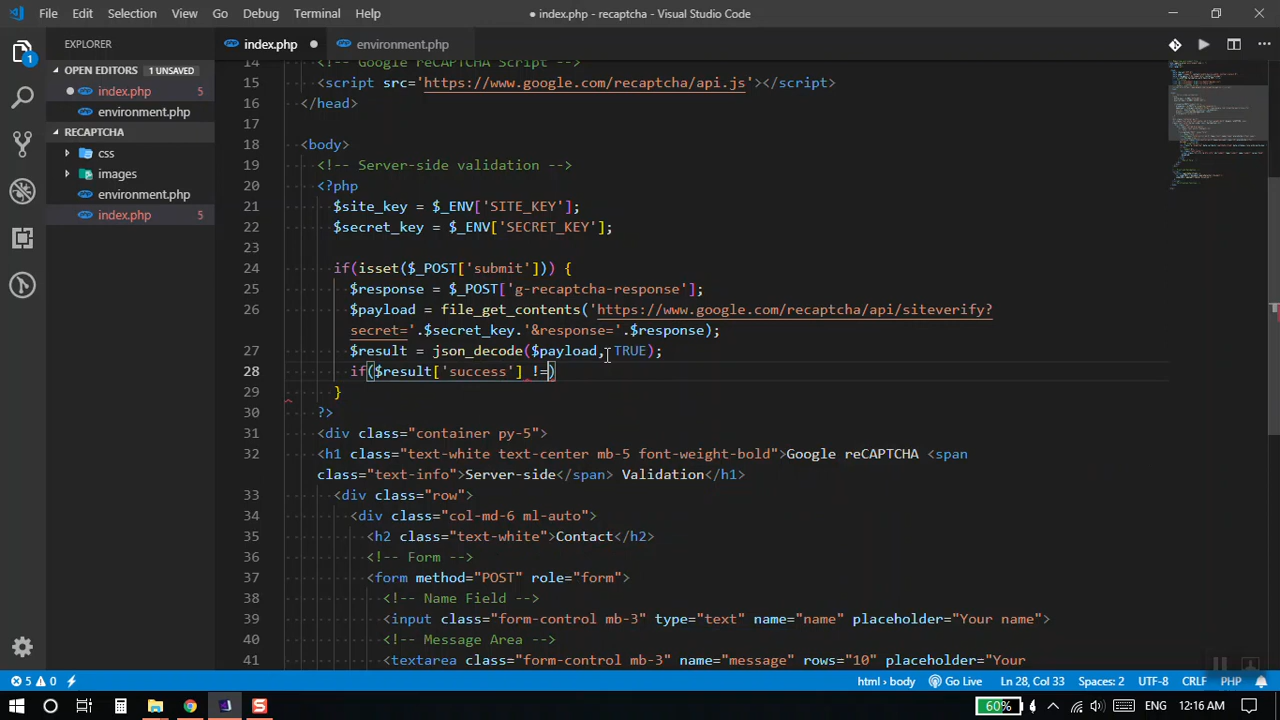 File Edit Selection View Go Debug Terminal Help ● index.php - recaptcha - Visual Studio Code
EXPLORER
OPEN EDITORS 1 UNSAVED
index.php 5
environment.php
RECAPTCHA
css
images
environment.php
index.php 5
1
index.php ● environment.php
14 <!-- Google reCAPTCHA Script -->
15 <script src='https://www.google.com/recaptcha/api.js'></script>
16 </head>
17
18 <body>
19 <!-- Server-side validation -->
20 <?php
21 $site_key = $_ENV['SITE_KEY'];
22 $secret_key = $_ENV['SECRET_KEY'];
23
24 if(isset($_POST['submit'])) {
25 $response = $_POST['g-recaptcha-response'];
26 $payload = file_get_contents('https://www.google.com/recaptcha/api/siteverify?
secret='.$secret_key.'&response='.$response);
27 $result = json_decode($payload, TRUE);
28 if($result['success'] !=)
29 }
30 ?>
31 <div class="container py-5">
32 <h1 class="text-white text-center mb-5 font-weight-bold">Google reCAPTCHA <span
class="text-info">Server-side</span> Validation</h1>
33 <div class="row">
34 <div class="col-md-6 ml-auto">
35 <h2 class="text-white">Contact</h2>
36 <!-- Form -->
37 <form method="POST" role="form">
38 <!-- Name Field -->
39 <input class="form-control mb-3" type="text" name="name" placeholder="Your name">
40 <!-- Message Area -->
41 <textarea class="form-control mb-3" name="message" rows="10" placeholder="Your
5 0 Ln 28, Col 33 Spaces: 2 UTF-8 CRLF PHP
html › body Go Live
60% ENG 12:16 AM